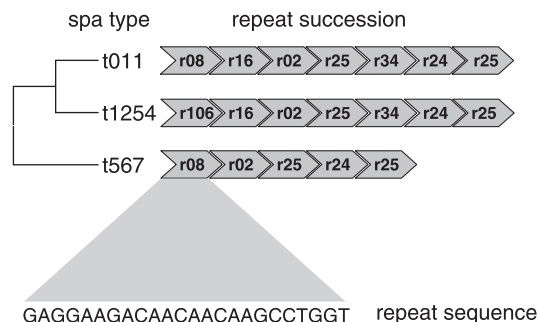 spa type repeat succession
t011 r08 r16 r02 r25 r34 r24 r25
t1254 r106 r16 r02 r25 r34 r24 r25
t567 r08 r02 r25 r24 r25
GAGGAAGACAACAACAAGCCTGGT repeat sequence